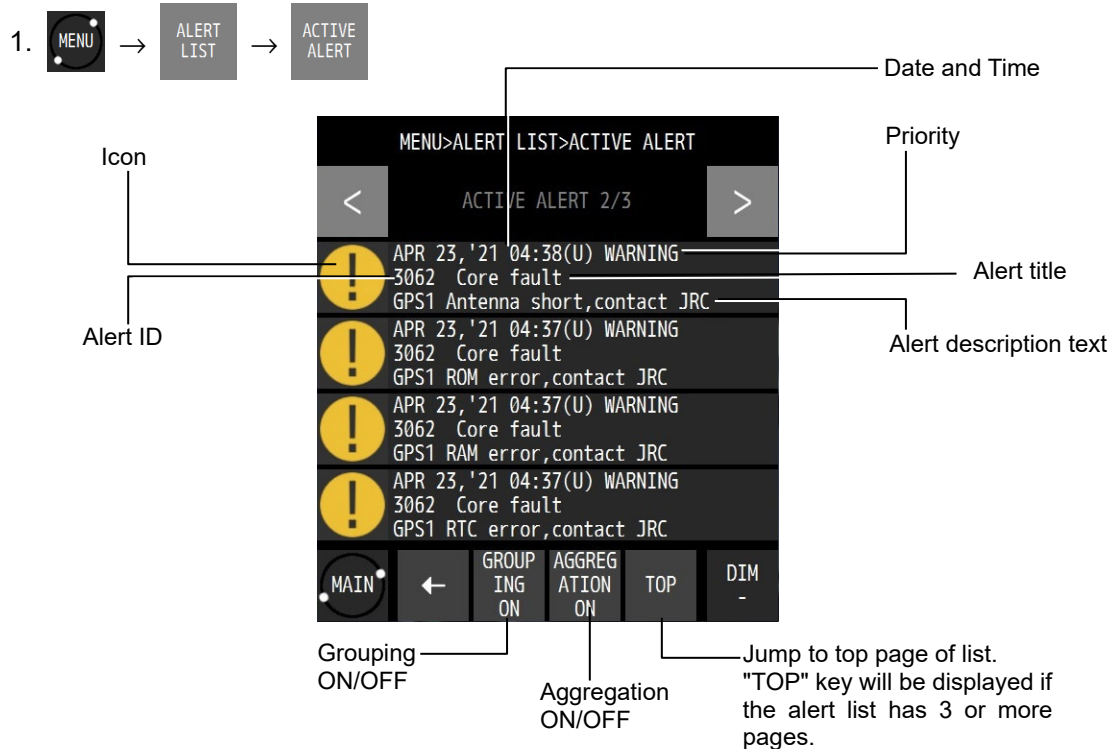 1. MENU → ALERT LIST → ACTIVE ALERT
Date and Time
MENU>ALERT LIST>ACTIVE ALERT
Priority
Icon
< ACTIVE ALERT 2/3 >
APR 23,'21 04:38(U) WARNING
3062 Core fault
Alert title
GPS1 Antenna short,contact JRC
Alert ID
Alert description text
APR 23,'21 04:37(U) WARNING
3062 Core fault
GPS1 ROM error,contact JRC
APR 23,'21 04:37(U) WARNING
3062 Core fault
GPS1 RAM error,contact JRC
APR 23,'21 04:37(U) WARNING
3062 Core fault
GPS1 RTC error,contact JRC
MAIN
←
GROUP
ING
ON
AGGREG
ATION
ON
TOP
DIM
-
Grouping
ON/OFF
Aggregation
ON/OFF
Jump to top page of list.
"TOP" key will be displayed if
the alert list has 3 or more
pages.